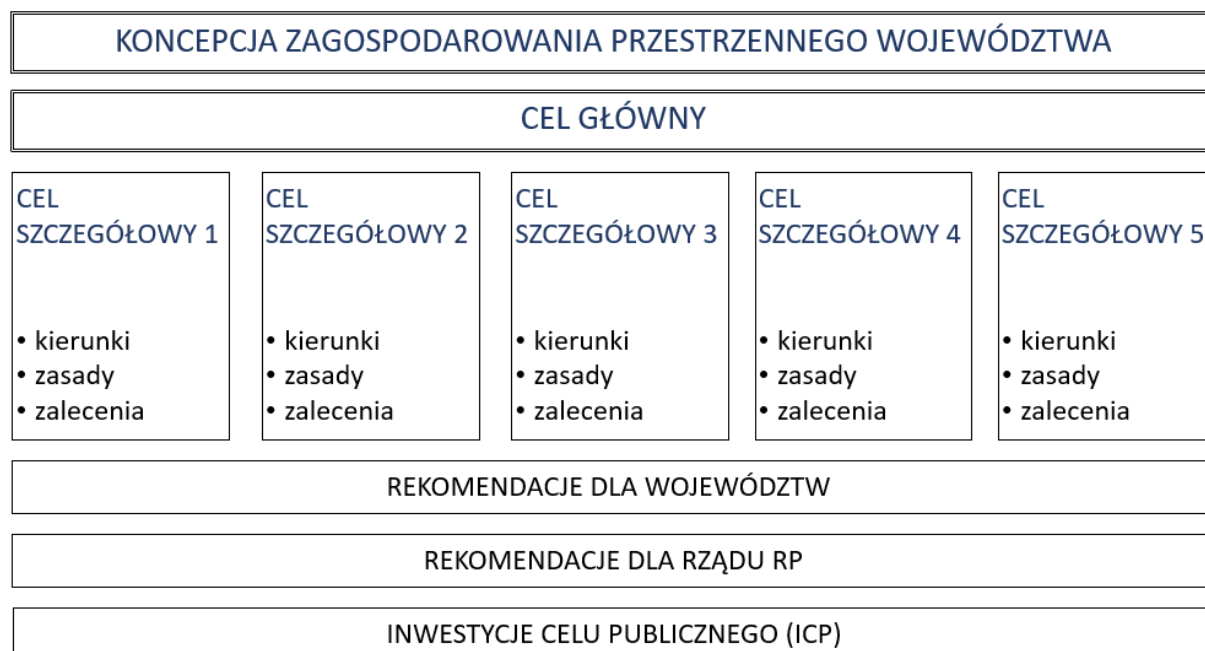 KONCEPCJA ZAGOSPODAROWANIA PRZESTRZENNEGO WOJEWÓDZTWA
CEL GŁÓWNY
CEL
SZCZEGÓŁOWY 1
• kierunki
• zasady
• zalecenia
CEL
SZCZEGÓŁOWY 2
• kierunki
• zasady
• zalecenia
CEL
SZCZEGÓŁOWY 3
• kierunki
• zasady
• zalecenia
CEL
SZCZEGÓŁOWY 4
• kierunki
• zasady
• zalecenia
CEL
SZCZEGÓŁOWY 5
• kierunki
• zasady
• zalecenia
REKOMENDACJE DLA WOJEWÓDZTW
REKOMENDACJE DLA RZĄDU RP
INWESTYCJE CELU PUBLICZNEGO (ICP)